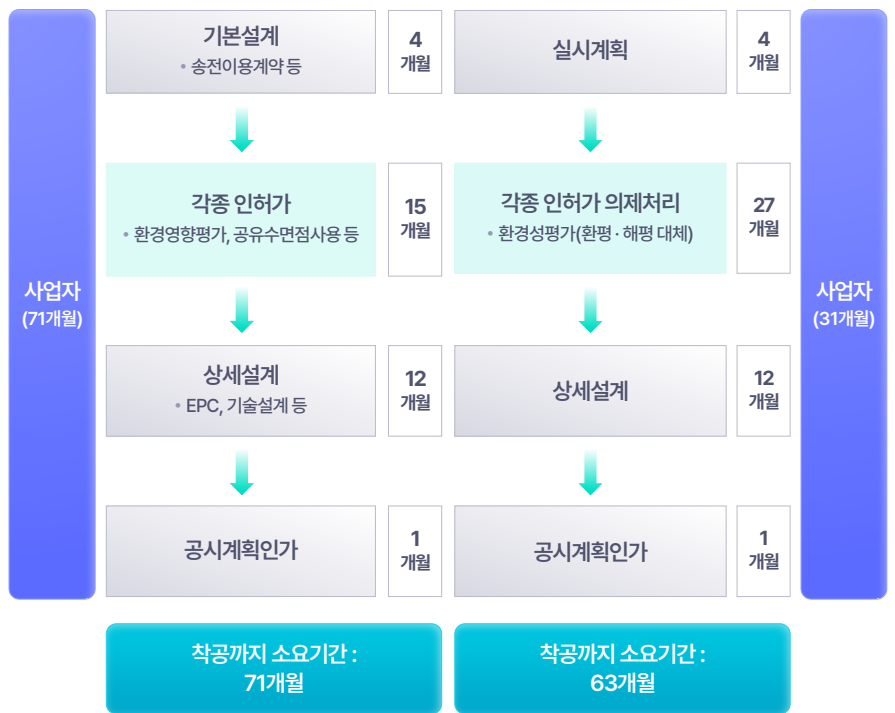 사업자
(71개월)
기본설계
• 송전이용계약 등
4
개월
각종 인허가
• 환경영향평가, 공유수면점사용 등
15
개월
상세설계
• EPC, 기술설계 등
12
개월
공시계획인가
1
개월
착공까지 소요기간 :
71개월
실시계획
4
개월
각종 인허가 의제처리
• 환경성평가(환평 · 해평 대체)
27
개월
상세설계
12
개월
공시계획인가
1
개월
착공까지 소요기간 :
63개월
사업자
(31개월)